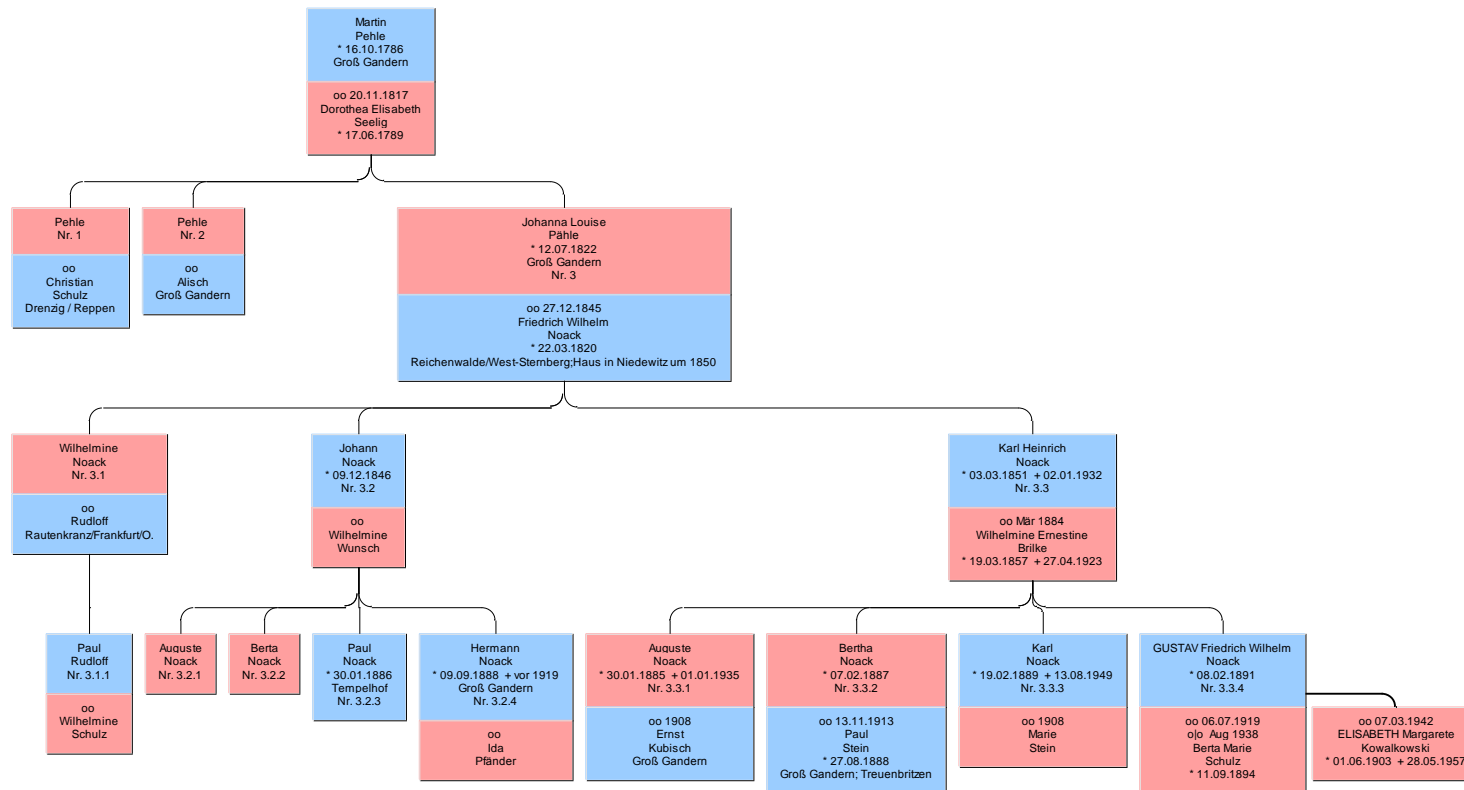 Martin
Pehle
* 16.10.1786
Groß Gandern
oo 20.11.1817
Dorothea Elisabeth
Seelig
* 17.06.1789
Pehle
Nr. 1
oo
Christian
Schulz
Drenzig / Reppen
Pehle
Nr. 2
oo
Alisch
Groß Gandern
Johanna Louise
Pähle
* 12.07.1822
Groß Gandern
Nr. 3
oo 27.12.1845
Friedrich Wilhelm
Noack
* 22.03.1820
Reichenwalde/West-Sternberg;Haus in Niedewitz um 1850
Wilhelmine
Noack
Nr. 3.1
oo
Rudloff
Rautenkranz/Frankfurt/O.
Johann
Noack
* 09.12.1846
Nr. 3.2
oo
Wilhelmine
Wunsch
Karl Heinrich
Noack
* 03.03.1851 + 02.01.1932
Nr. 3.3
oo Mär 1884
Wilhelmine Ernestine
Brilke
* 19.03.1857 + 27.04.1923
Paul
Rudloff
Nr. 3.1.1
oo
Wilhelmine
Schulz
Auguste
Noack
Nr. 3.2.1
Berta
Noack
Nr. 3.2.2
Paul
Noack
* 30.01.1886
Tempelhof
Nr. 3.2.3
Hermann
Noack
* 09.09.1888 + vor 1919
Groß Gandern
Nr. 3.2.4
oo
Ida
Pfänder
Auguste
Noack
* 30.01.1885 + 01.01.1935
Nr. 3.3.1
oo 1908
Ernst
Kubisch
Groß Gandern
Bertha
Noack
* 07.02.1887
Nr. 3.3.2
oo 13.11.1913
Paul
Stein
* 27.08.1888
Groß Gandern; Treuenbritzen
Karl
Noack
* 19.02.1889 + 13.08.1949
Nr. 3.3.3
oo 1908
Marie
Stein
GUSTAV Friedrich Wilhelm
Noack
* 08.02.1891
Nr. 3.3.4
oo 06.07.1919
o|o Aug 1938
Berta Marie
Schulz
* 11.09.1894
oo 07.03.1942
ELISABETH Margarete
Kowalkowski
* 01.06.1903 + 28.05.1957